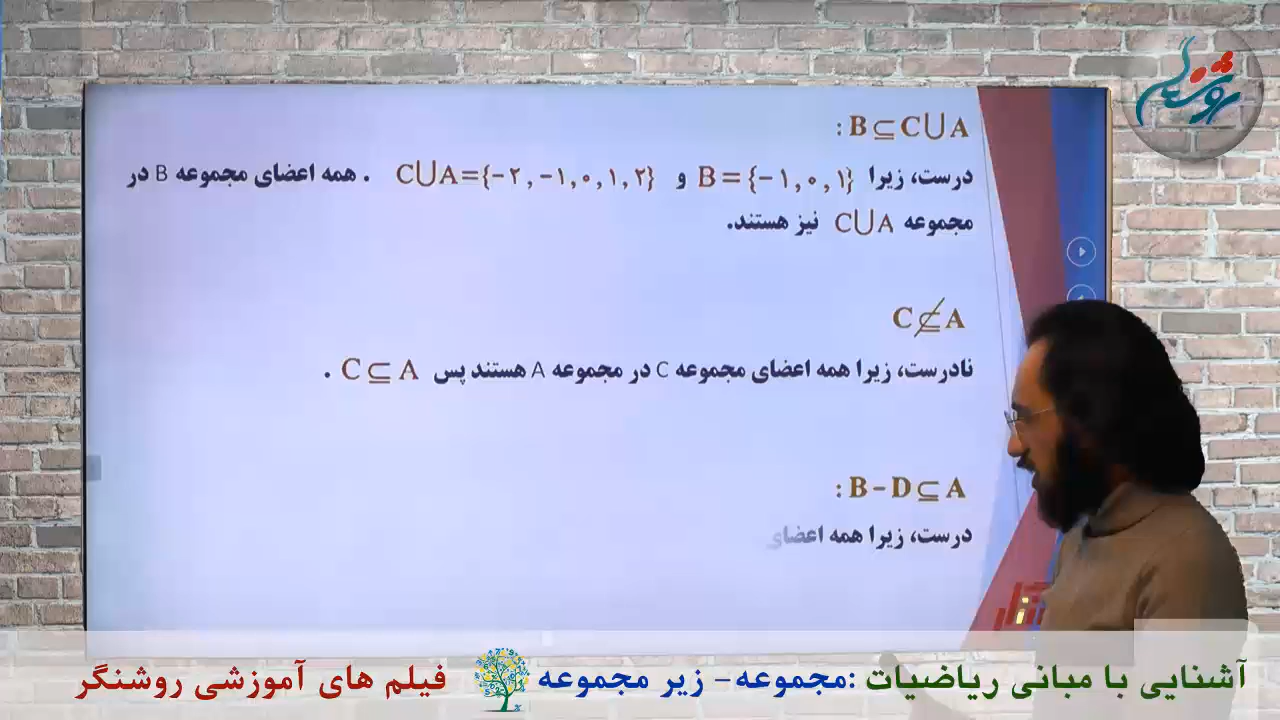 روشنگر
B⊆C∪A :
درست، زیرا B={-۱,۰,۱} و C∪A={-۲,-۱,۰,۱,۲} . همه اعضای مجموعه B در
مجموعه C∪A نیز هستند.
C⊈A
نادرست، زیرا همه اعضای مجموعه C در مجموعه A هستند پس C⊆A .
B-D⊆A :
درست، زیرا همه اعضای
آشنایی با مبانی ریاضیات :مجموعه- زیر مجموعه
فیلم های آموزشی روشنگر